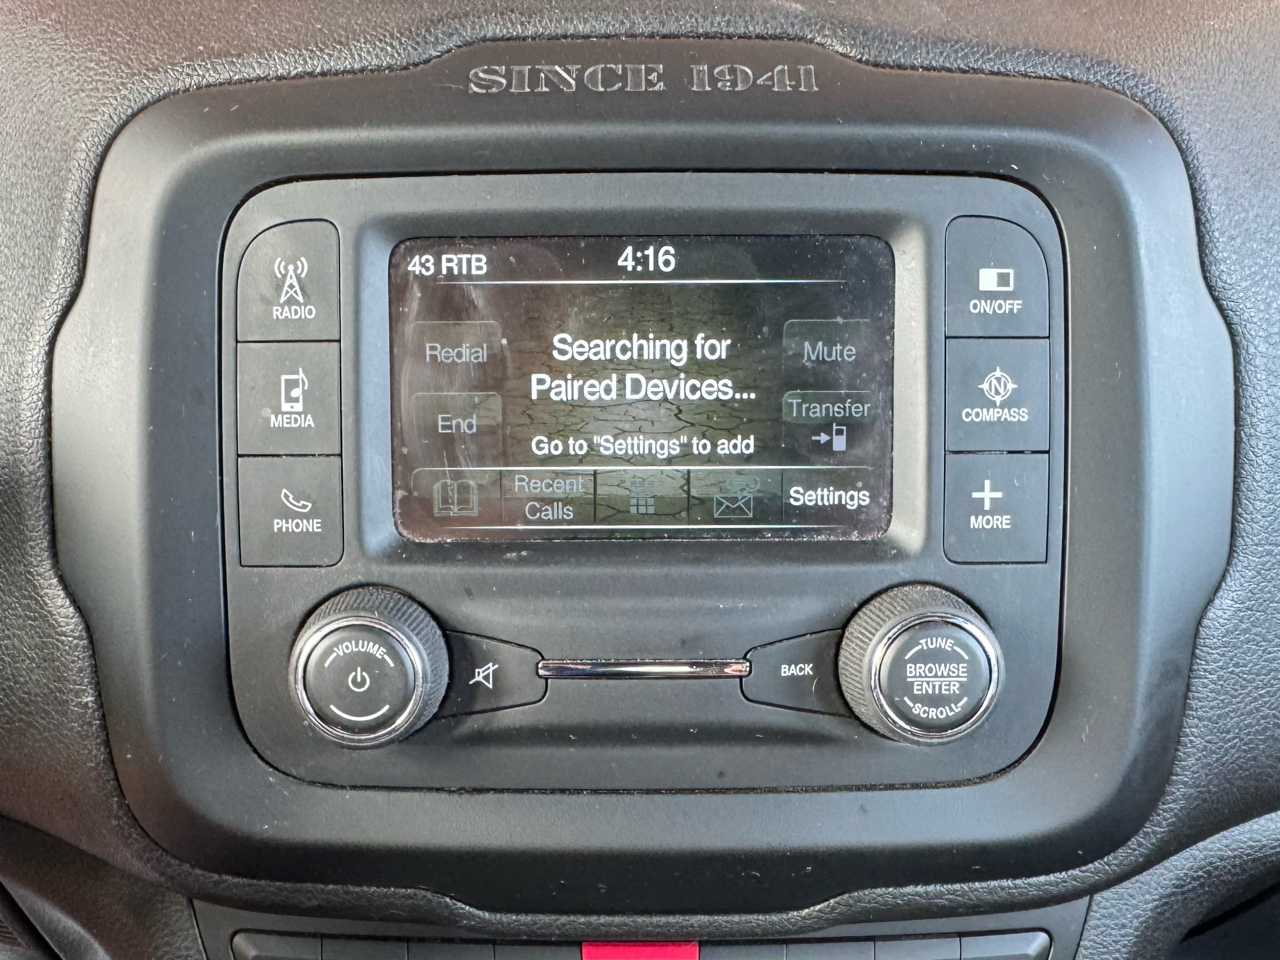 SINCE 1941
43 RTB
4:16
RADIO
MEDIA
PHONE
Redial
End
Searching for
Paired Devices...
Go to "Settings" to add
Mute
Transfer
Recent
Calls
Settings
ON/OFF
N
COMPASS
MORE
VOLUME
BACK
TUNE
BROWSE
ENTER
SCROLL